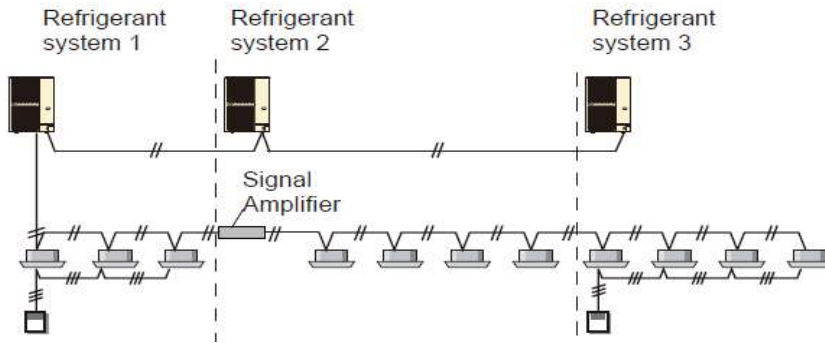 Refrigerant
system 1
Refrigerant
system 2
Refrigerant
system 3
Signal
Amplifier